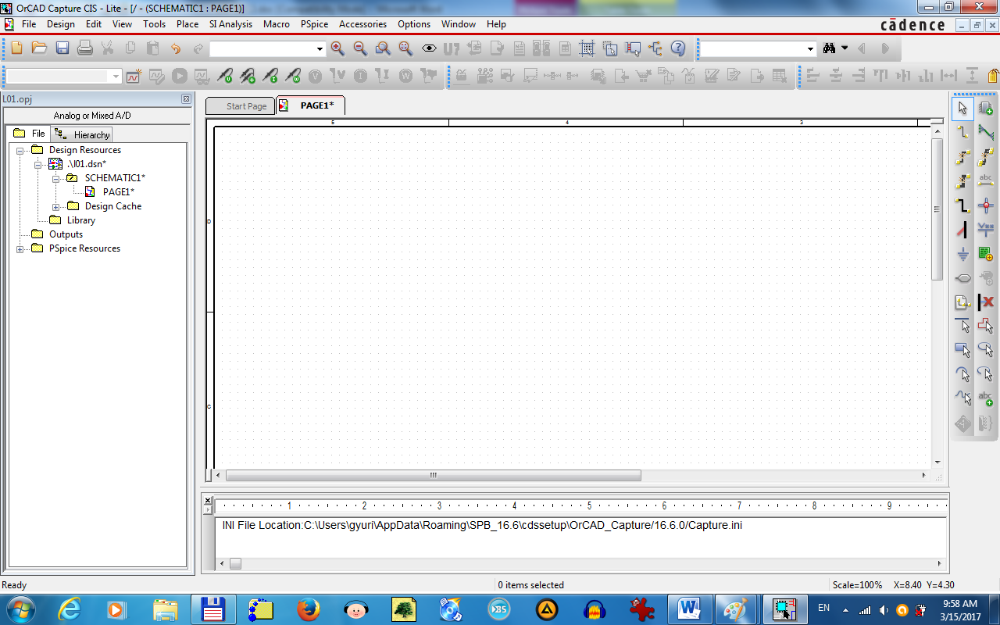 OrCAD Capture CIS - Lite - [/ - (SCHEMATIC1 : PAGE1)]
File Design Edit View Tools Place SI Analysis Macro PSpice Accessories Options Window Help
cādence
L01.opj
Analog or Mixed A/D
File Hierarchy
Design Resources
.\l01.dsn*
SCHEMATIC1*
PAGE1*
Design Cache
Library
Outputs
PSpice Resources
Start Page PAGE1*
5 4 3
D
C
abc
abc
1 2 3 4 5 6 7 8 9
INI File Location:C:\Users\gyuri\AppData\Roaming\SPB_16.6\cdssetup\OrCAD_Capture/16.6.0/Capture.ini
Ready 0 items selected Scale=100% X=8.40 Y=4.30
EN 9:58 AM
3/15/2017